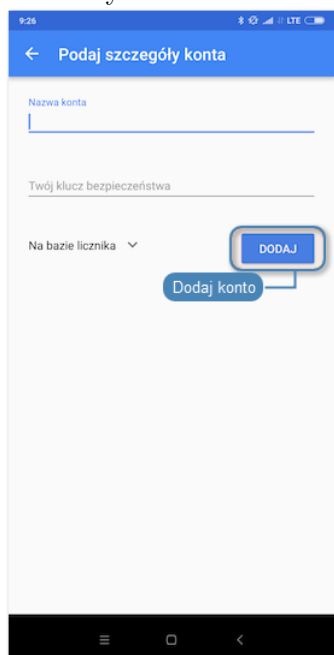 9:26 LTE
Podaj szczegóły konta
Nazwa konta
Twój klucz bezpieczeństwa
Na bazie licznika DODAJ
Dodaj konto